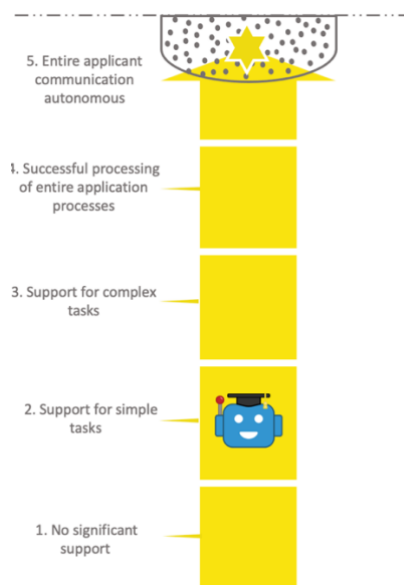 5. Entire applicant
communication
autonomous
4. Successful processing
of entire application
processes
3. Support for complex
tasks
2. Support for simple
tasks
1. No significant
support